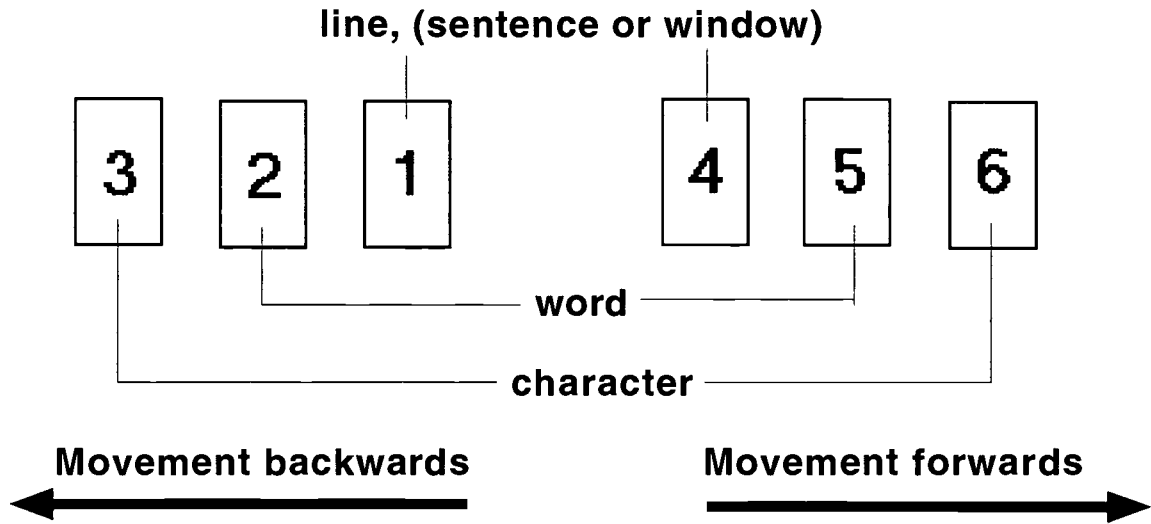 line, (sentence or window)
3 2 1 4 5 6
word
character
Movement backwards Movement forwards